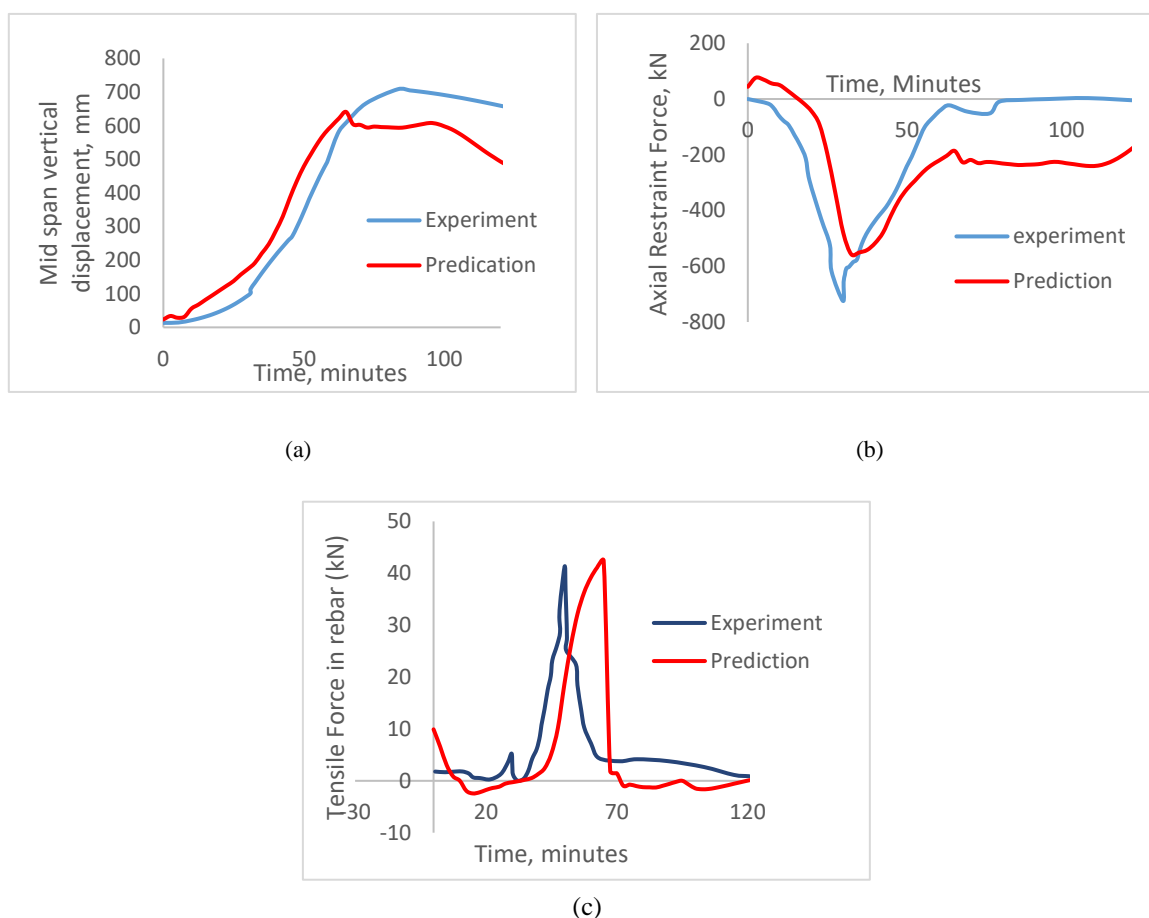 800
700
600
500
400
300
200
100
0
Mid span vertical
displacement, mm
0
50
100
Time, minutes
Experiment
Predication
(a)
200
0
-200
-400
-600
-800
Axial Restraint Force, kN
Time, Minutes
0
50
100
experiment
Prediction
(b)
50
40
30
20
10
0
-10
Tensile Force in rebar (kN)
-30
20
70
120
Time, minutes
Experiment
Prediction
(c)